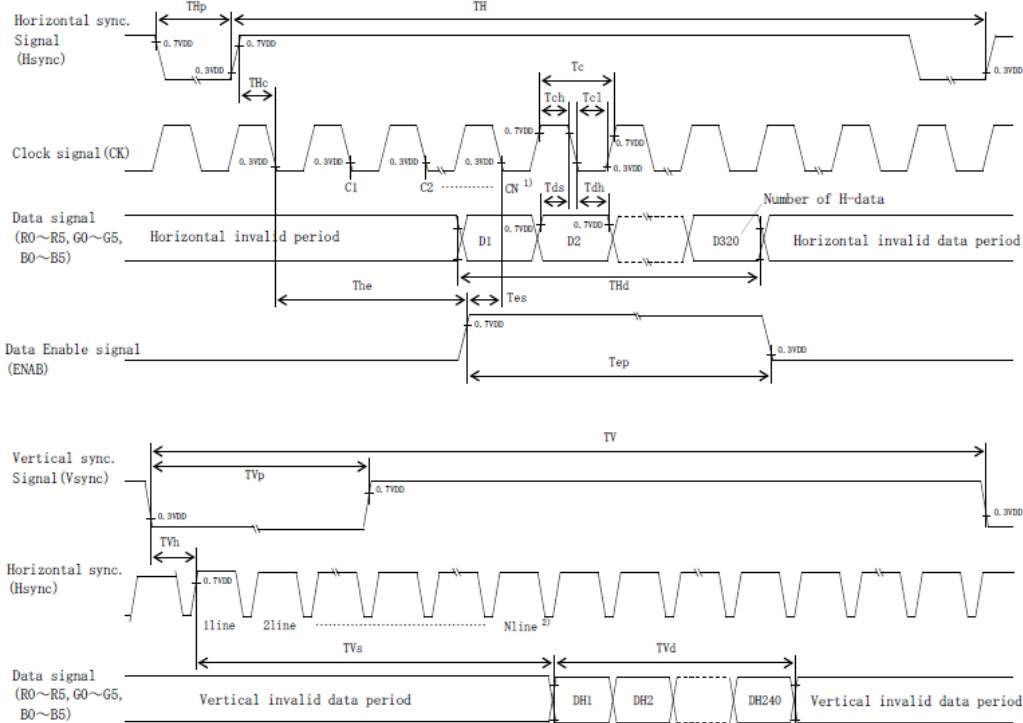 THp
TH
Horizontal sync.
Signal
(Hsync)
0.7VDD
0.7VDD
0.3VDD
0.3VDD
THc
Tc
Tch
Tcl
Clock signal(CK)
0.7VDD
0.7VDD
0.3VDD
0.3VDD
0.3VDD
0.3VDD
0.3VDD
C1
C2
CN 1)
Tds
Tdh
Number of H-data
Data signal
(R0～R5,G0～G5,
B0～B5)
Horizontal invalid period
D1
0.7VDD
D2
0.7VDD
D320
Horizontal invalid data period
The
Tes
THd
0.7VDD
Data Enable signal
(ENAB)
0.3VDD
Tep
TV
Vertical sync.
Signal(Vsync)
TVp
0.7VDD
0.3VDD
0.3VDD
TVh
Horizontal sync.
(Hsync)
0.7VDD
1line
2line
Nline 2)
TVs
TVd
Data signal
(R0～R5,G0～G5,
B0～B5)
Vertical invalid data period
DH1
DH2
DH240
Vertical invalid data period